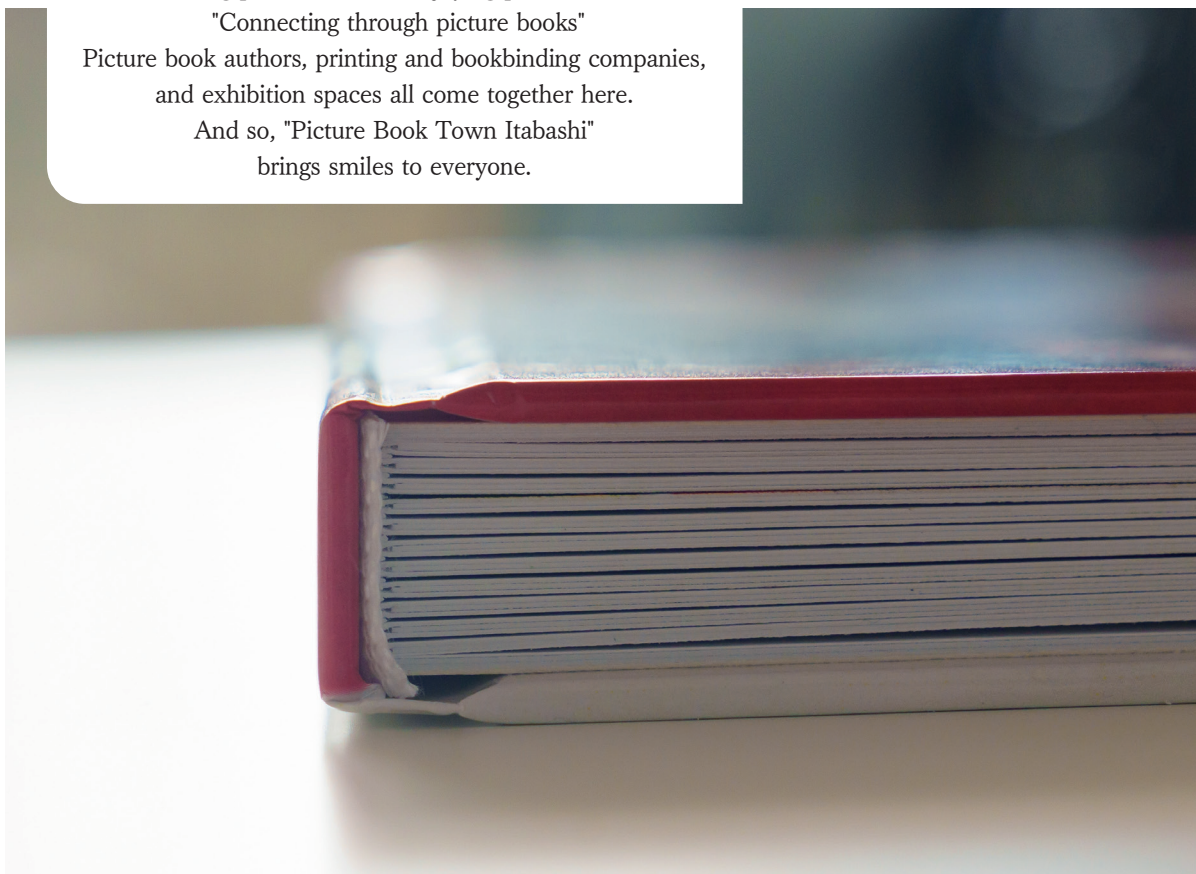 "Connecting through picture books"
Picture book authors, printing and bookbinding companies,
and exhibition spaces all come together here.
And so, "Picture Book Town Itabashi"
brings smiles to everyone.